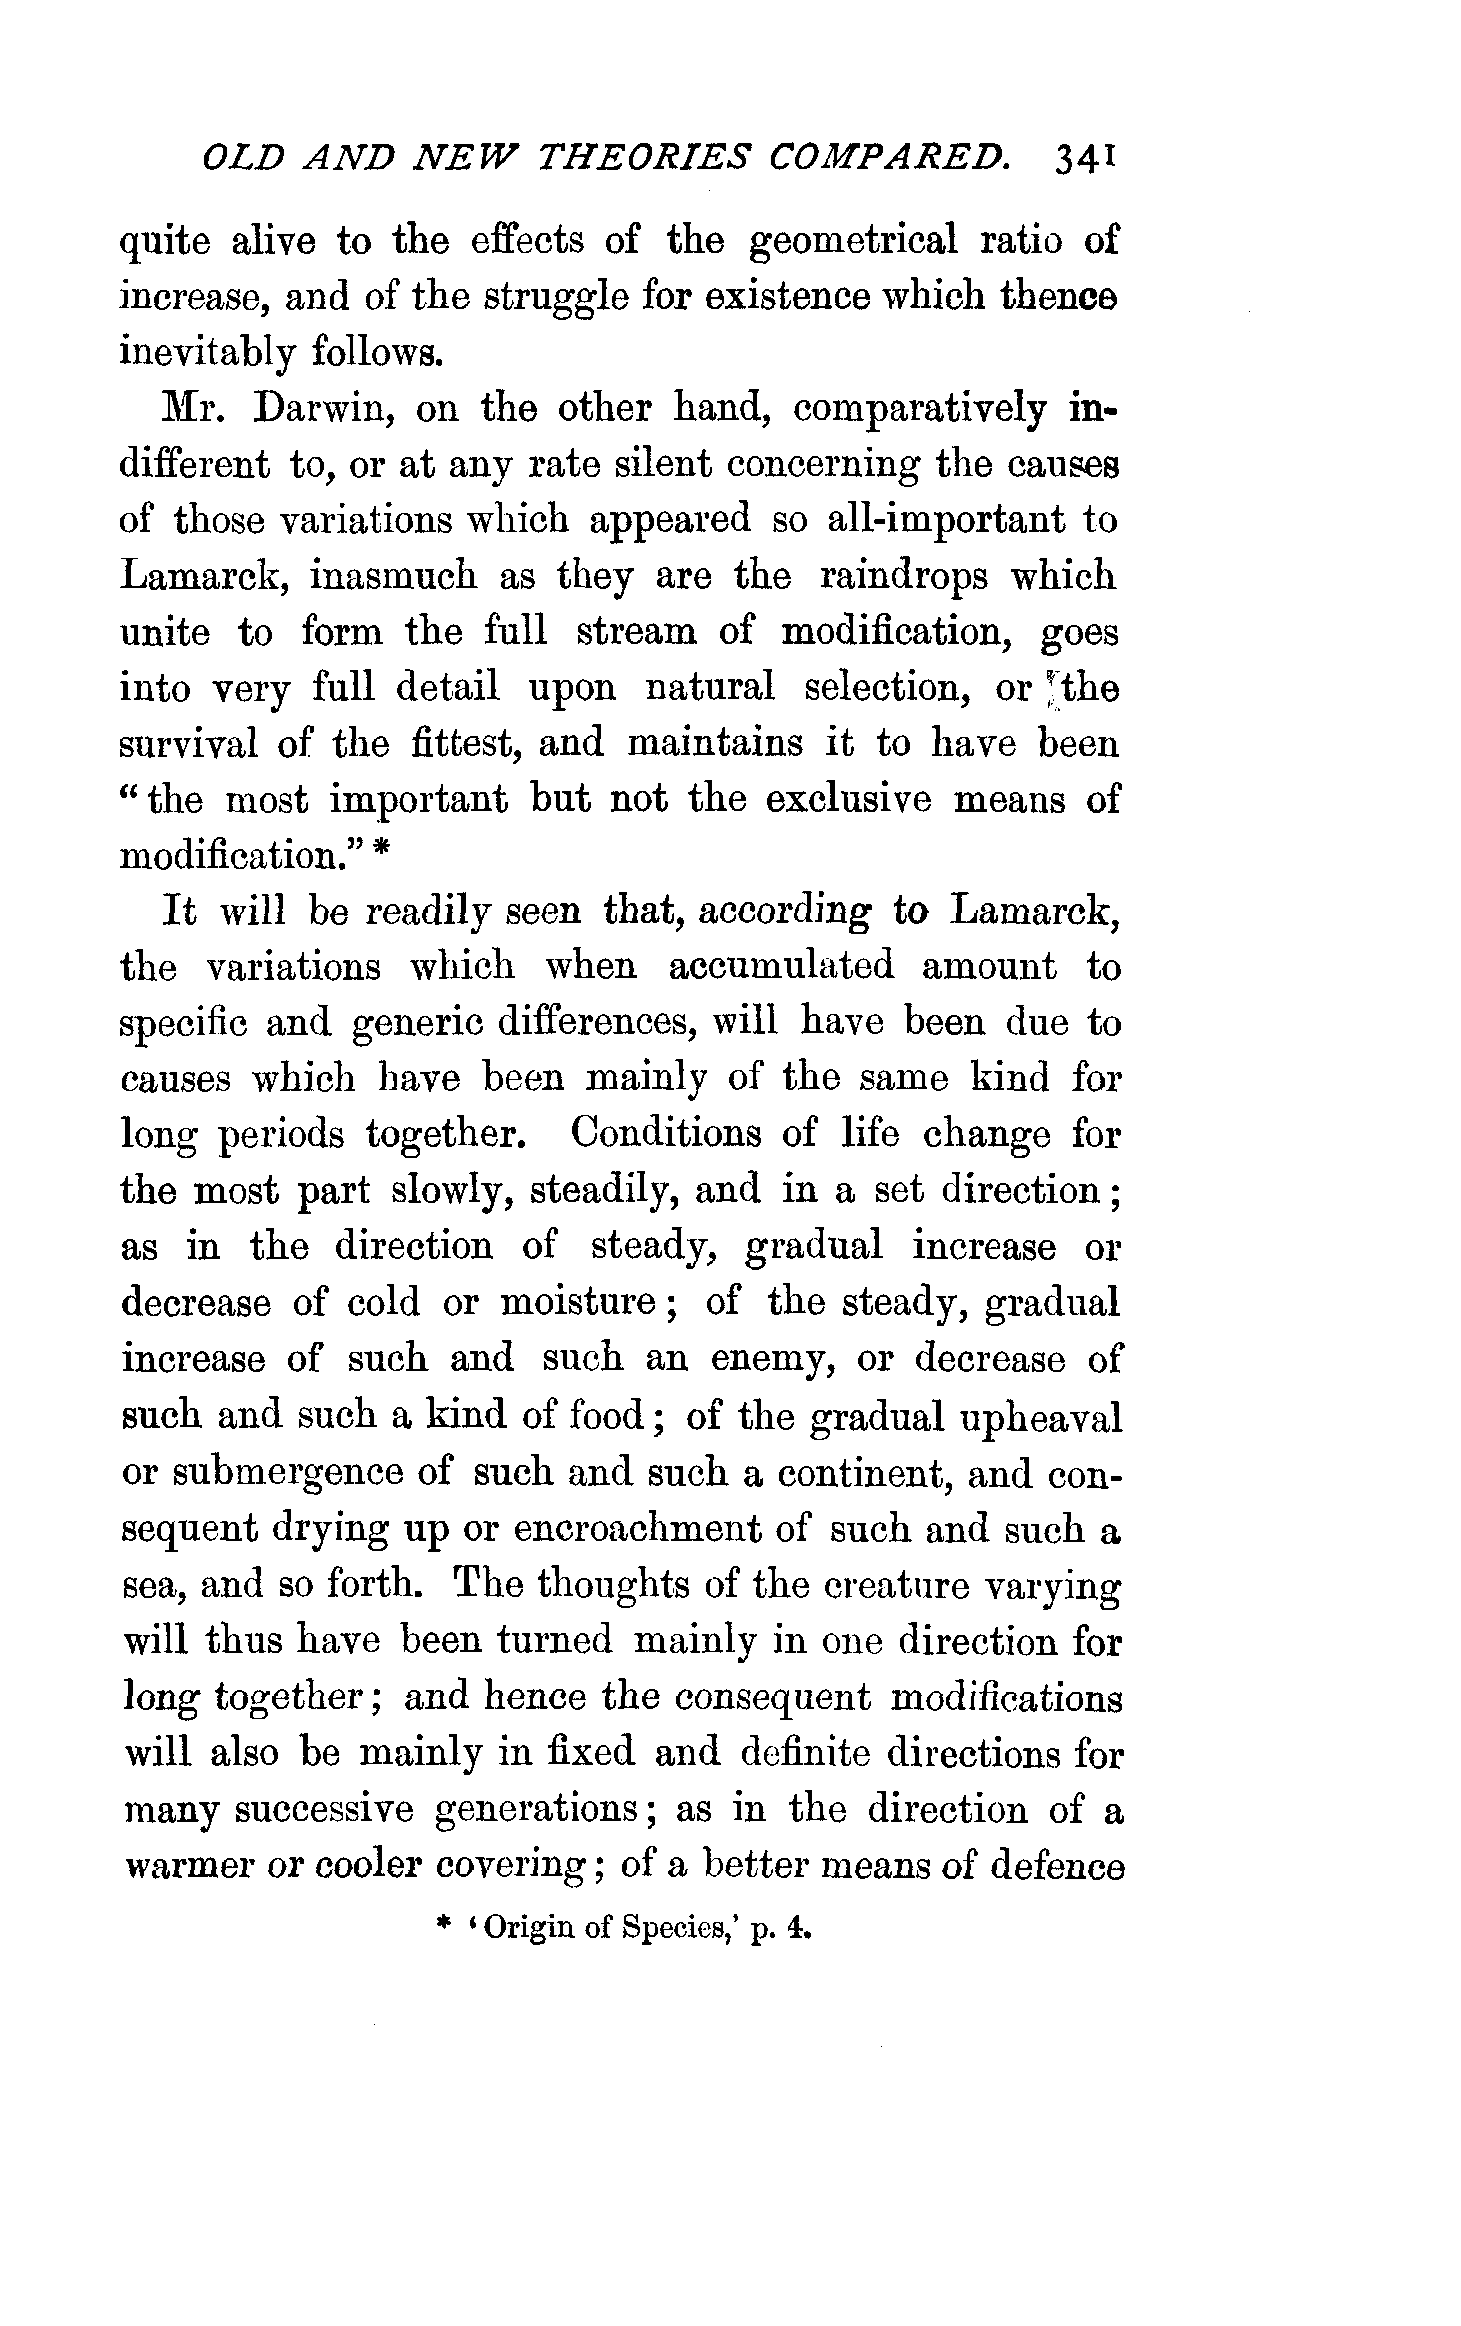 OLD AND NEW THEORIES COMPARED. 341
quite alive to the effects of the geometrical ratio of
increase, and of the struggle for existence which thence
inevitably follows.
Mr. Darwin, on the other hand, comparatively in-
different to, or at any rate silent concerning the causes
of those variations which appeared so all-important to
Lamarck, inasmuch as they are the raindrops which
unite to form the full stream of modification, goes
into very full detail upon natural selection, or the
survival of the fittest, and maintains it to have been
“the most important but not the exclusive means of
modification.” *
It will be readily seen that, according to Lamarck,
the variations which when accumulated amount to
specific and generic differences, will have been due to
causes which have been mainly of the same kind for
long periods together. Conditions of life change for
the most part slowly, steadily, and in a set direction;
as in the direction of steady, gradual increase or
decrease of cold or moisture; of the steady, gradual
increase of such and such an enemy, or decrease of
such and such a kind of food; of the gradual upheaval
or submergence of such and such a continent, and con-
sequent drying up or encroachment of such and such a
sea, and so forth. The thoughts of the creature varying
will thus have been turned mainly in one direction for
long together; and hence the consequent modifications
will also be mainly in fixed and definite directions for
many successive generations; as in the direction of a
warmer or cooler covering; of a better means of defence
* ‘Origin of Species,’ p. 4.